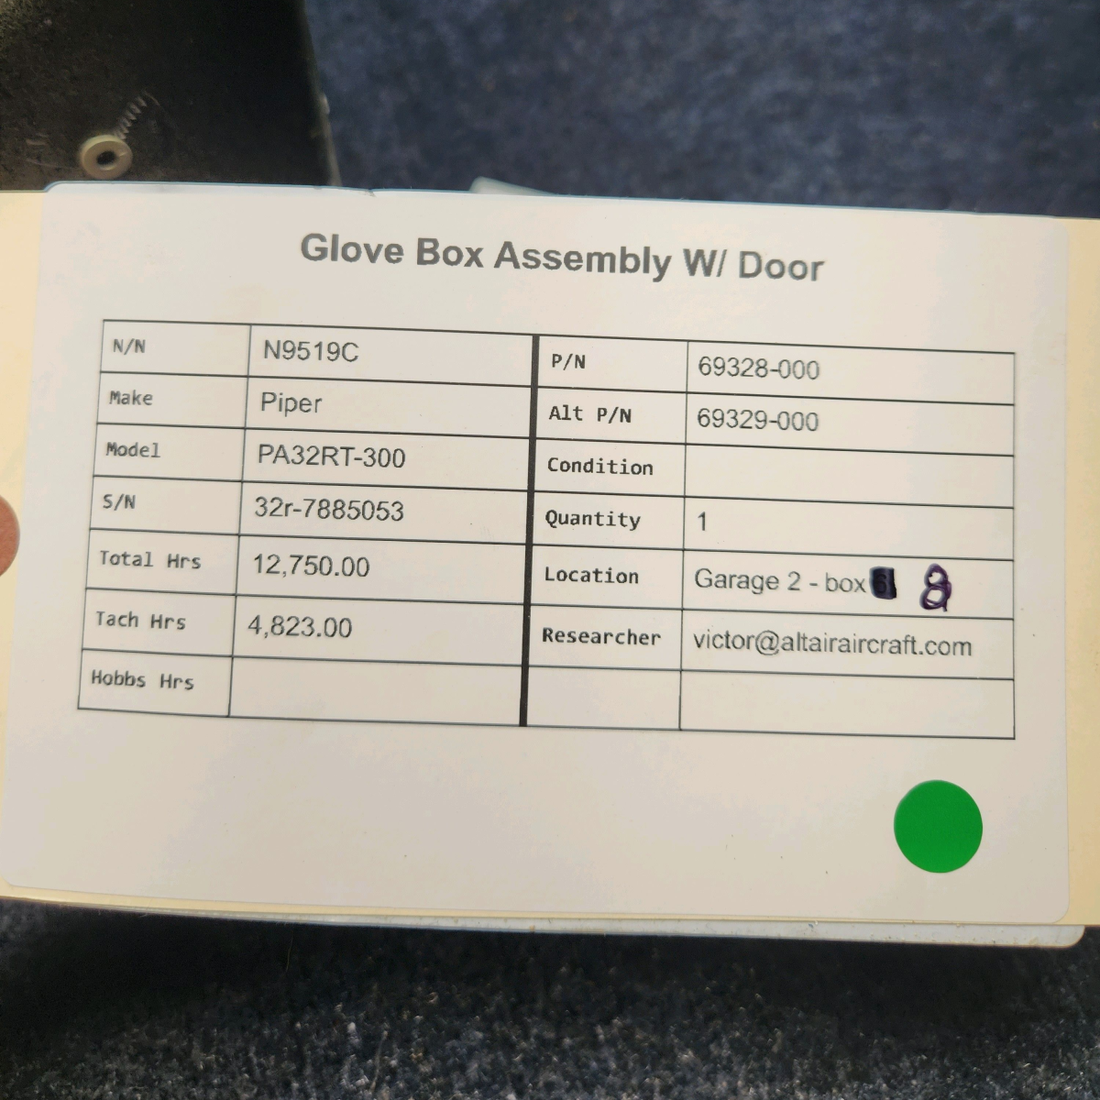 Glove Box Assembly W/ Door
N/N N9519C P/N 69328-000
Make Piper Alt P/N 69329-000
Model PA32RT-300 Condition
S/N 32r-7885053 Quantity 1
Total Hrs 12,750.00 Location Garage 2 - box 8
Tach Hrs 4,823.00 Researcher victor@altairaircraft.com
Hobbs Hrs